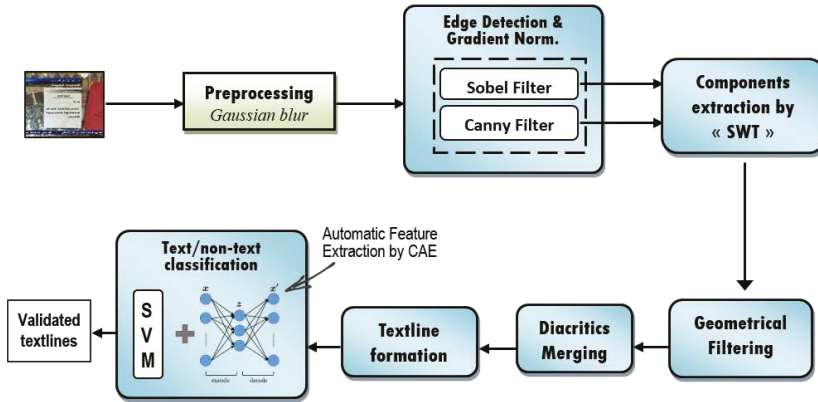 Preprocessing
Gaussian blur
Edge Detection &
Gradient Norm.
Sobel Filter
Canny Filter
Components
extraction by
« SWT »
Geometrical
Filtering
Diacritics
Merging
Textline
formation
Automatic Feature
Extraction by CAE
Text/non-text
classification
S
V
M
+
x
z
x'
encode
decode
Validated
textlines